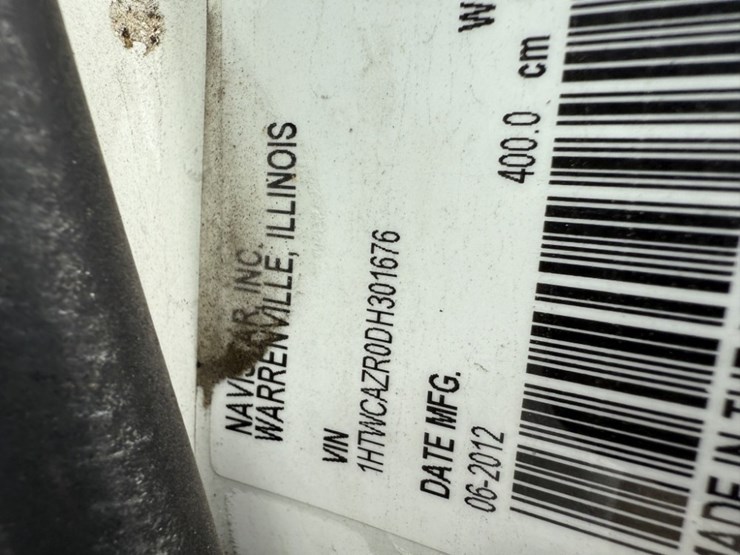 NAVISTAR INC.
WARRENVILLE, ILLINOIS
VIN
1HTWCAZR0DH301676
DATE MFG.
06-2012
W
400.0 cm